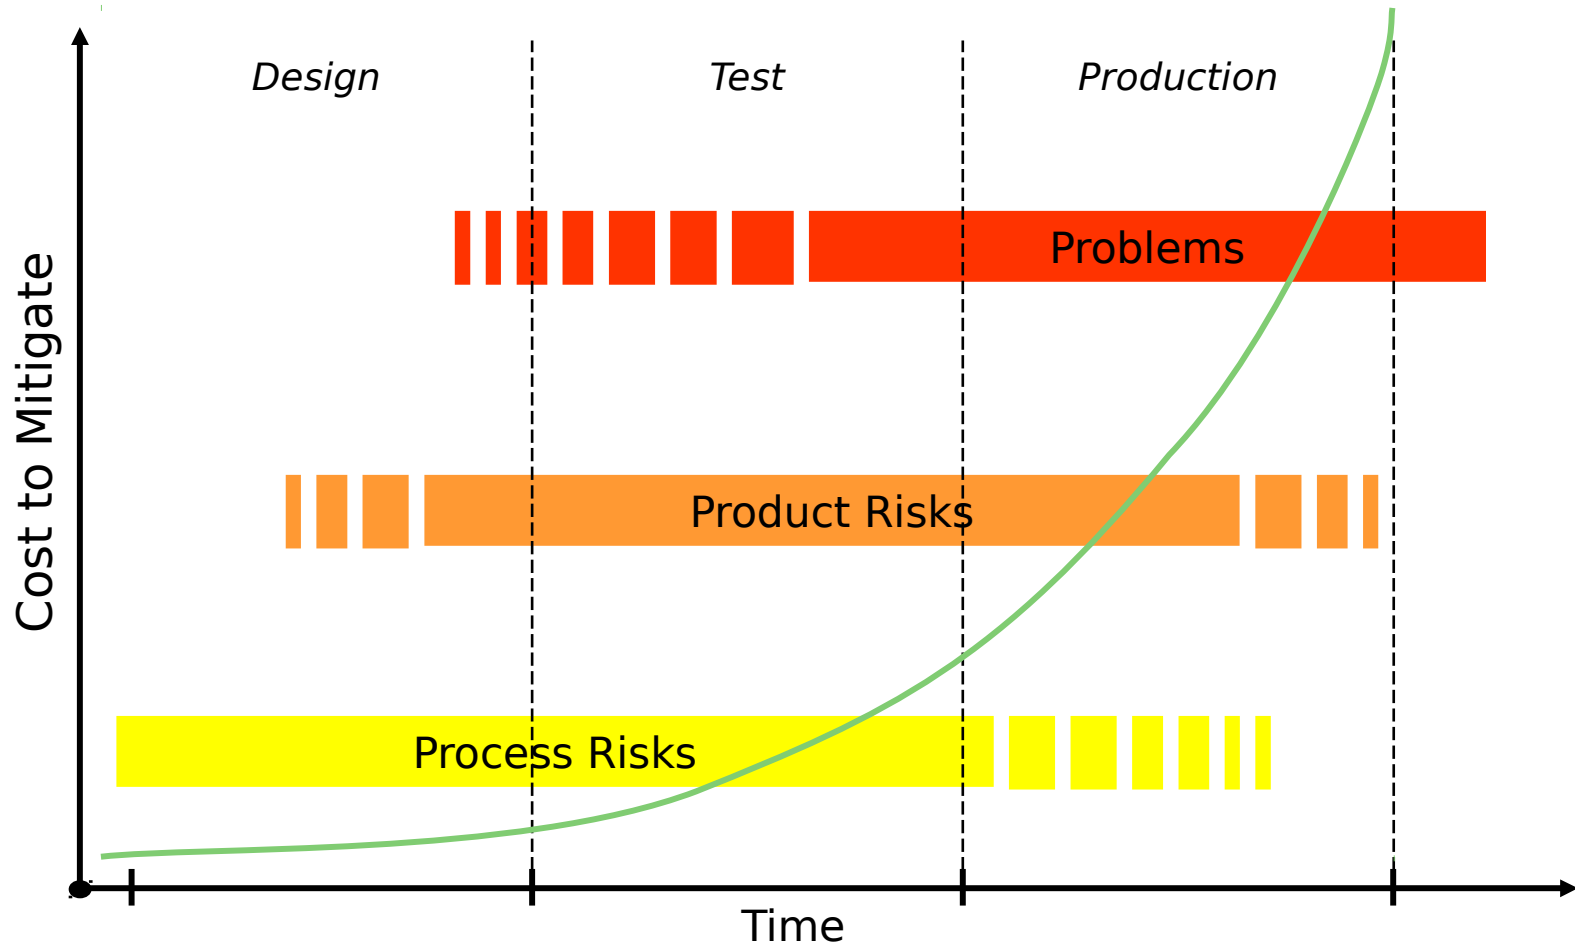 Design
Test
Production
Problems
Cost to Mitigate
Product Risks
Process Risks
Time